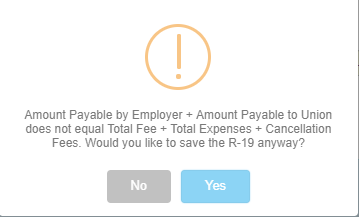 Amount Payable by Employer + Amount Payable to Union
does not equal Total Fee + Total Expenses + Cancellation
Fees. Would you like to save the R-19 anyway?
No Yes